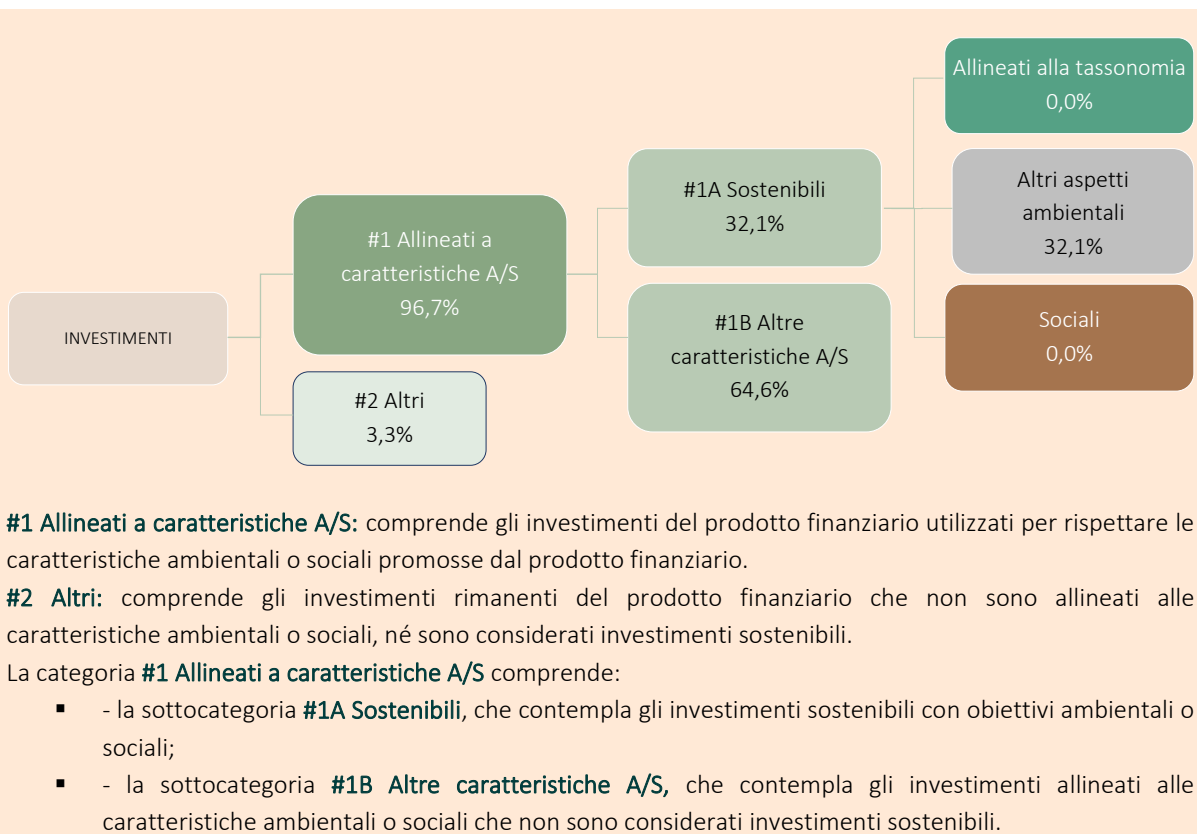 Allineati alla tassonomia
0,0%
#1A Sostenibili
32,1%
Altri aspetti
ambientali
32,1%
#1 Allineati a
caratteristiche A/S
96,7%
INVESTIMENTI
#1B Altre
caratteristiche A/S
64,6%
Sociali
0,0%
#2 Altri
3,3%
#1 Allineati a caratteristiche A/S: comprende gli investimenti del prodotto finanziario utilizzati per rispettare le
caratteristiche ambientali o sociali promosse dal prodotto finanziario.
#2 Altri: comprende gli investimenti rimanenti del prodotto finanziario che non sono allineati alle
caratteristiche ambientali o sociali, né sono considerati investimenti sostenibili.
La categoria #1 Allineati a caratteristiche A/S comprende:
▪ - la sottocategoria #1A Sostenibili, che contempla gli investimenti sostenibili con obiettivi ambientali o
sociali;
▪ - la sottocategoria #1B Altre caratteristiche A/S, che contempla gli investimenti allineati alle
caratteristiche ambientali o sociali che non sono considerati investimenti sostenibili.